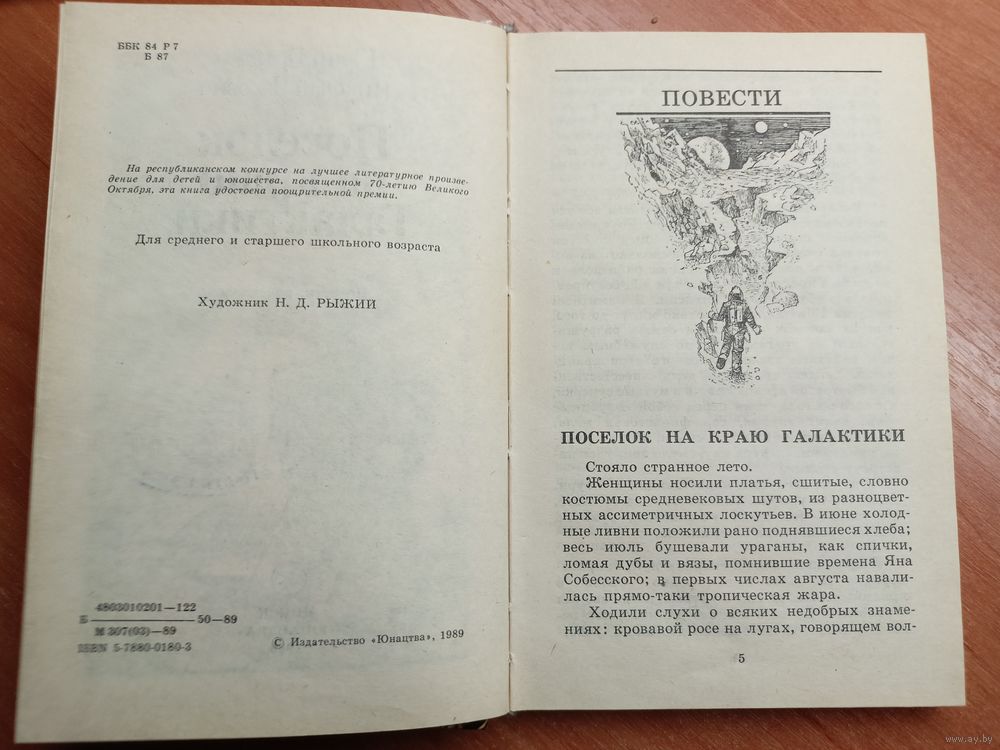 ББК 84 Р 7
Б 87
На республиканском конкурсе на лучшее литературное произве-
дение для детей и юношества, посвященном 70-летию Великого
Октября, эта книга удостоена поощрительной премии.
Для среднего и старшего школьного возраста
Художник Н. Д. РЫЖИЙ
4803010201—122
Б 50—89
М 307(03)—89
ISBN 5-7880-0180-3
© Издательство «Юнацтва», 1989
ПОВЕСТИ
ПОСЕЛОК НА КРАЮ ГАЛАКТИКИ
Стояло странное лето.
Женщины носили платья, сшитые, словно
костюмы средневековых шутов, из разноцвет-
ных ассиметричных лоскутьев. В июне холод-
ные ливни положили рано поднявшиеся хлеба;
весь июль бушевали ураганы, как спички,
ломая дубы и вязы, помнившие времена Яна
Собесского; в первых числах августа навали-
лась прямо-таки тропическая жара.
Ходили слухи о всяких недобрых знаме-
ниях: кровавой росе на лугах, говорящем вол-
5
www.ay.by